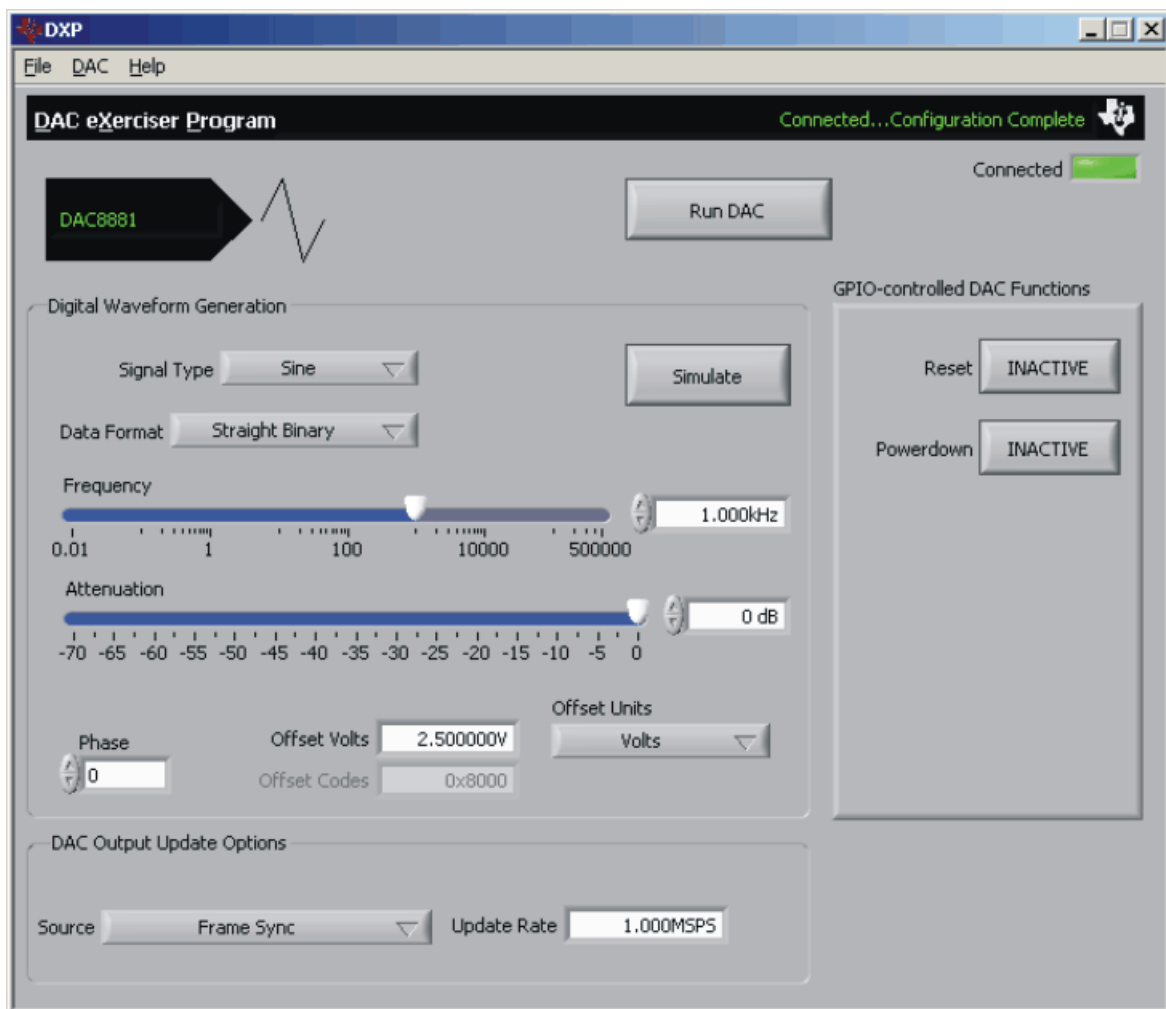 DXP
File DAC Help
DAC eXerciser Program
Connected...Configuration Complete
Connected
DAC8881
Run DAC
Digital Waveform Generation
GPIO-controlled DAC Functions
Signal Type Sine
Simulate
Reset INACTIVE
Data Format Straight Binary
Powerdown INACTIVE
Frequency
1.000kHz
0.01 1 100 10000 500000
Attenuation
0 dB
-70 -65 -60 -55 -50 -45 -40 -35 -30 -25 -20 -15 -10 -5 0
Offset Units
Phase
Offset Volts 2.500000V
Volts
0
Offset Codes 0x8000
DAC Output Update Options
Source Frame Sync
Update Rate 1.000MSPS